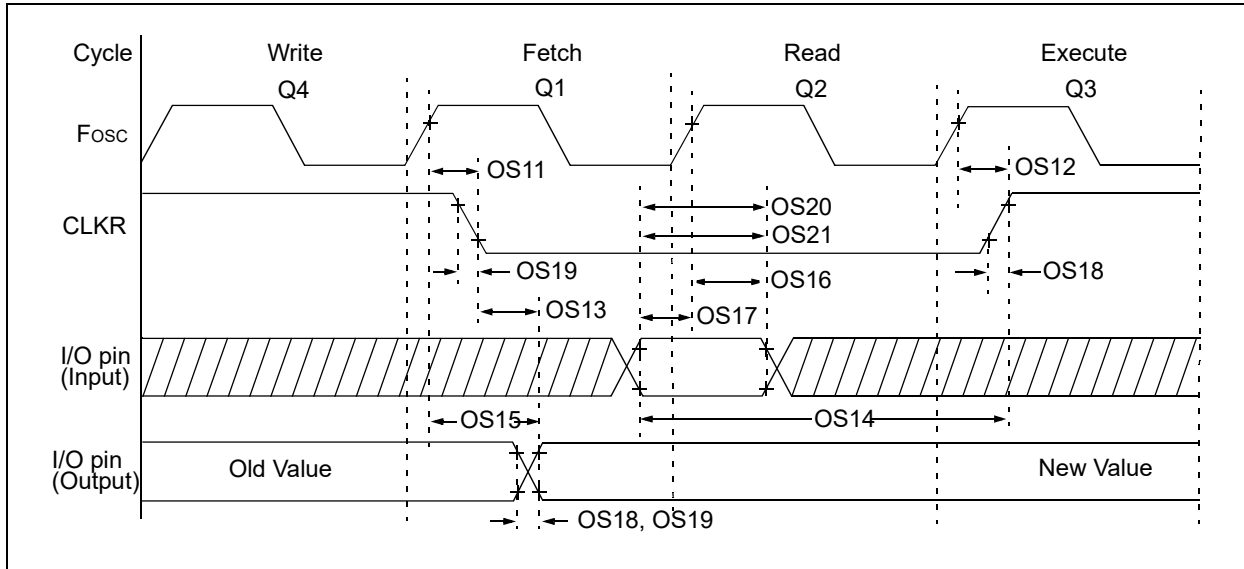 Cycle Write Fetch Read Execute
Q4 Q1 Q2 Q3
FOSC
OS11 OS12
CLKR
OS20
OS21
OS19 OS16 OS18
OS13 OS17
I/O pin
(Input)
OS15 OS14
I/O pin
(Output)
Old Value New Value
OS18, OS19